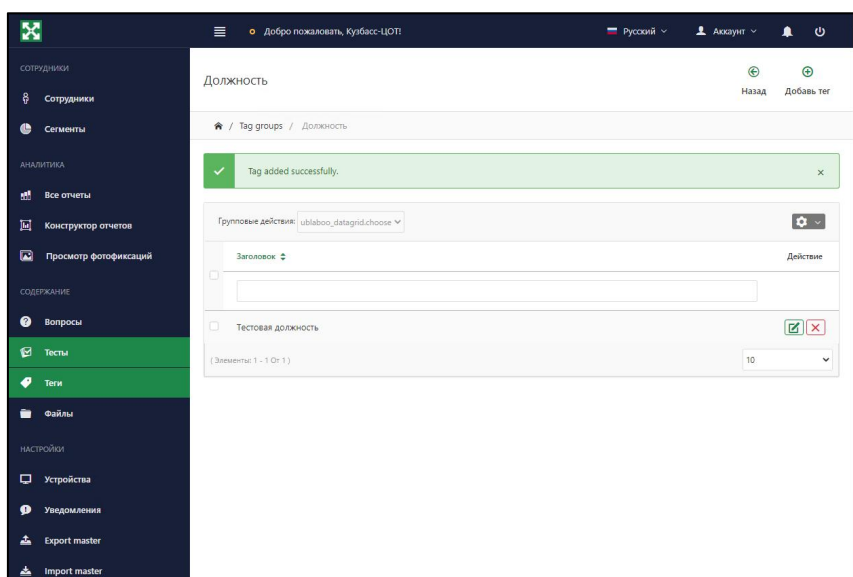 Добро пожаловать, Кузбасс-ЦОТ!
Русский
Аккаунт
СОТРУДНИКИ
Сотрудники
Сегменты
АНАЛИТИКА
Все отчеты
Конструктор отчетов
Просмотр фотофиксаций
СОДЕРЖАНИЕ
Вопросы
Тесты
Теги
Файлы
НАСТРОЙКИ
Устройства
Уведомления
Export master
Import master
Должность
Назад
Добавь тег
/ Tag groups / Должность
Tag added successfully.
Групповые действия: ublaboo_datagrid.choose
Заголовок
Действие
Тестовая должность
( Элементы: 1 - 1 От 1 )
10